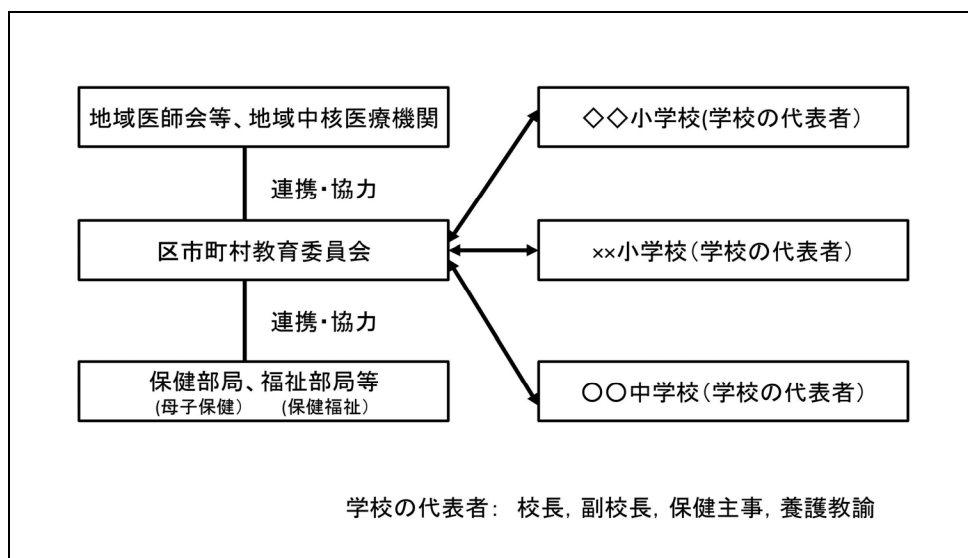 地域医師会等、地域中核医療機関
連携・協力
区市町村教育委員会
連携・協力
保健部局、福祉部局等
(母子保健） (保健福祉）
◇◇小学校(学校の代表者）
××小学校（学校の代表者）
〇〇中学校（学校の代表者）
学校の代表者： 校長, 副校長, 保健主事, 養護教諭